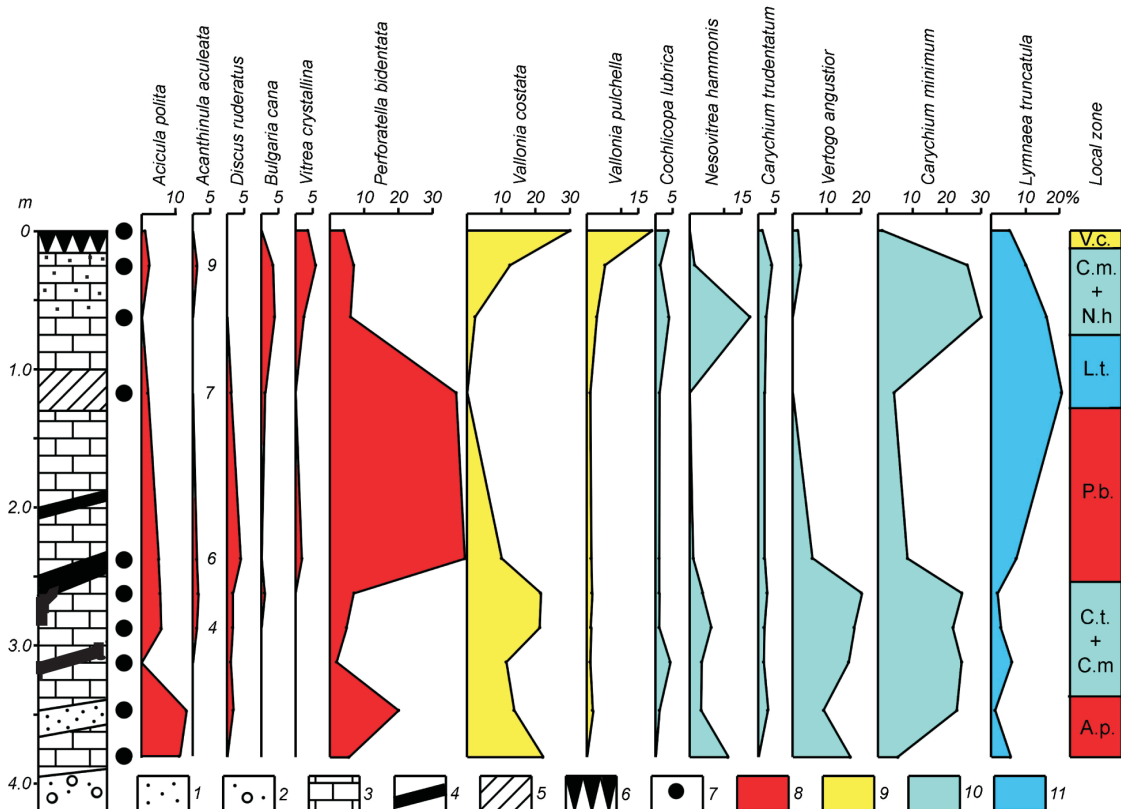 Acicula polita
Acanthinula aculeata
Discus ruderatus
Bulgaria cana
Vitrea crystallina
Perforatella bidentata
Vallonia costata
Vallonia pulchella
Cochlicopa lubrica
Nesovitrea hammonis
Carychium trudentatum
Vertogo angustior
Carychium minimum
Lymnaea truncatula
Local zone
m 10 5 5 5 5 10 20 30 10 20 30 15 5 15 5 10 20 10 20 30 10 20%
0
V.c.
9
C.m.
+
N.h
1.0
L.t.
7
2.0
P.b.
6
C.t.
+
C.m
4
3.0
A.p.
4.0
1 2 3 4 5 6 7 8 9 10 11